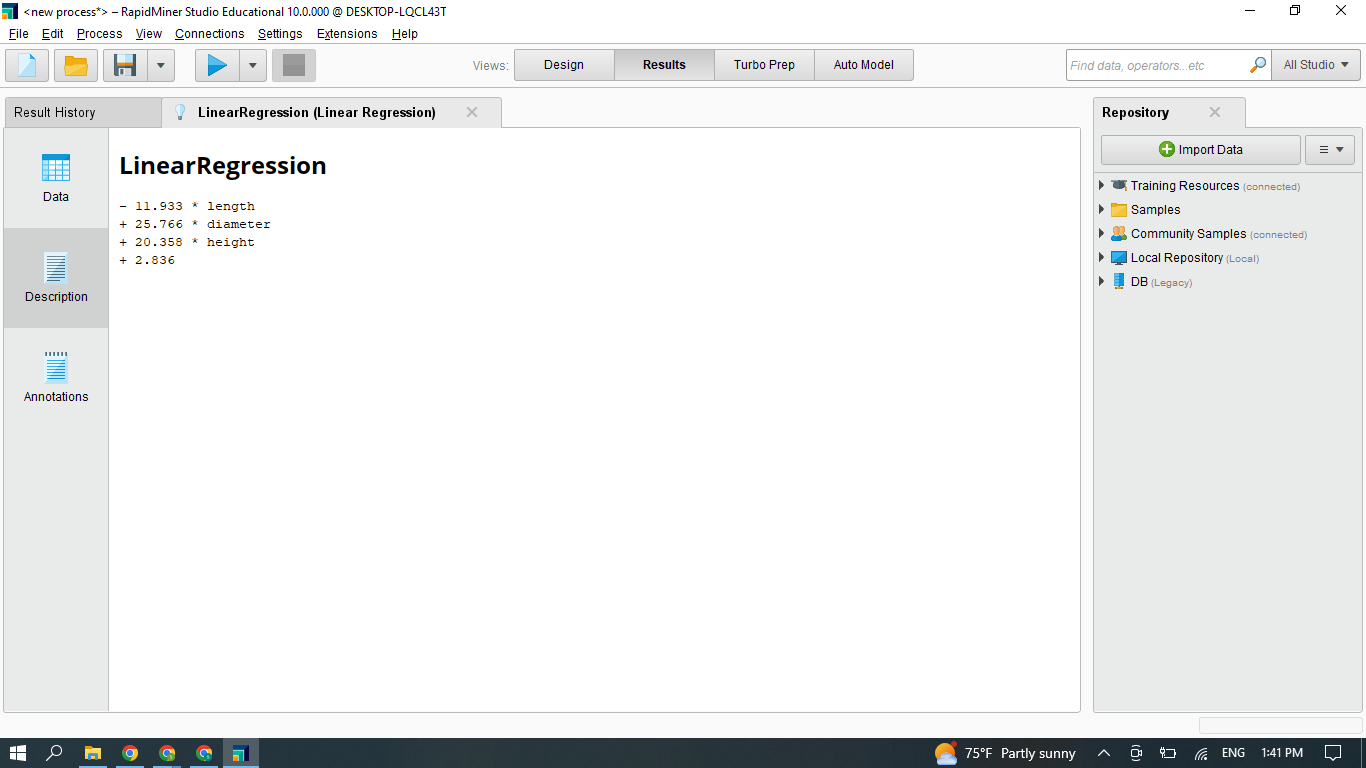 <new process*> – RapidMiner Studio Educational 10.0.000 @ DESKTOP-LQCL43T
File Edit Process View Connections Settings Extensions Help
Views: Design Results Turbo Prep Auto Model
Find data, operators...etc
All Studio
Result History
LinearRegression (Linear Regression)
Repository
LinearRegression
- 11.933 * length
+ 25.766 * diameter
+ 20.358 * height
+ 2.836
Data
Description
Annotations
Import Data
Training Resources (connected)
Samples
Community Samples (connected)
Local Repository (Local)
DB (Legacy)
75°F Partly sunny
ENG
1:41 PM